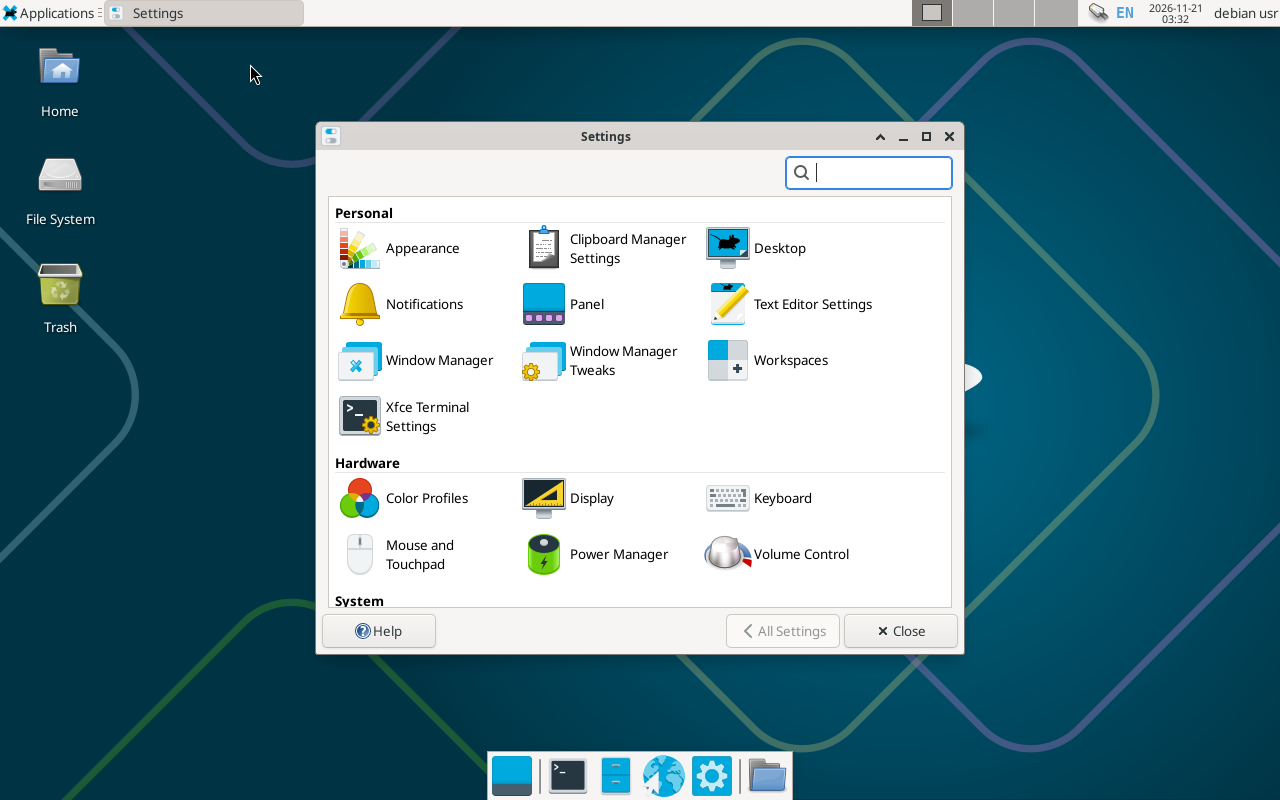 Applications
Settings
EN
2026-11-21
03:32
debian usr
Home
File System
Trash
Settings
Personal
Appearance
Clipboard Manager
Settings
Desktop
Notifications
Panel
Text Editor Settings
Window Manager
Window Manager
Tweaks
Workspaces
Xfce Terminal
Settings
Hardware
Color Profiles
Display
Keyboard
Mouse and
Touchpad
Power Manager
Volume Control
System
Help
All Settings
Close